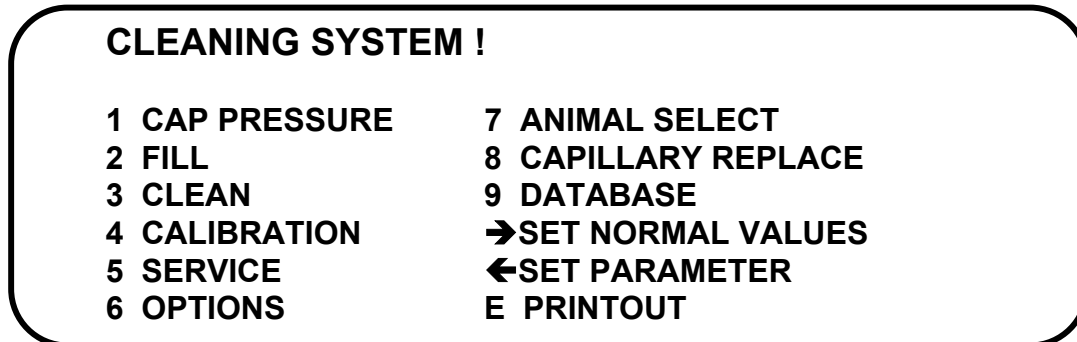 CLEANING SYSTEM !
1 CAP PRESSURE 7 ANIMAL SELECT
2 FILL 8 CAPILLARY REPLACE
3 CLEAN 9 DATABASE
4 CALIBRATION ➔SET NORMAL VALUES
5 SERVICE 🡸SET PARAMETER
6 OPTIONS E PRINTOUT